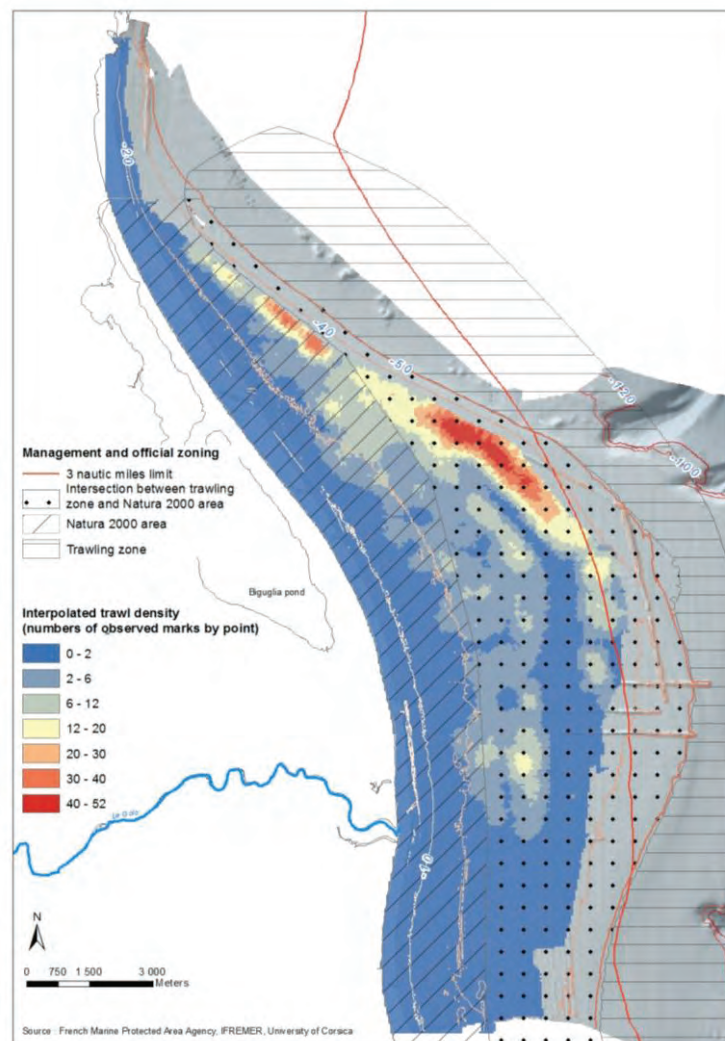 -20
-40
-60
-120
-100
Management and official zoning
3 nautic miles limit
Intersection between trawling
zone and Natura 2000 area
Natura 2000 area
Trawling zone
Biguglia pond
Interpolated trawl density
(numbers of observed marks by point)
0 - 2
2 - 6
6 - 12
12 - 20
20 - 30
30 - 40
40 - 52
-10
N
0 750 1 500 3 000
Meters
Source : French Marine Protected Area Agency, IFREMER, University of Corsica